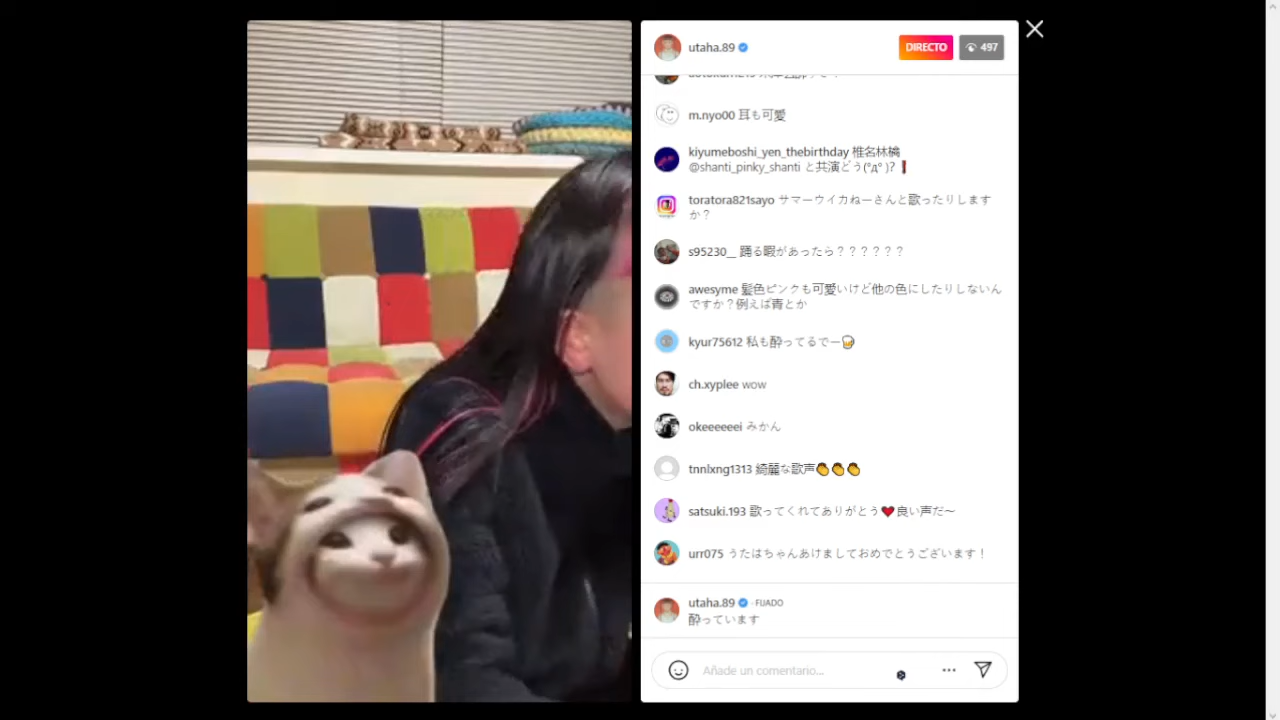 utaha.89
DIRECTO
497
m.nyo00 耳も可愛
kiyumeboshi_yen_thebirthday 椎名林檎
@shanti_pinky_shanti と共演どう(°д° )?
toratora821sayo サマーウイカねーさんと歌ったりします
か？
s95230__ 踊る暇があったら？？？？？？
awesyme 髪色ピンクも可愛いけど他の色にしたりしないん
ですか？例えば青とか
kyur75612 私も酔ってるでー🍺
ch.xyplee wow
okeeeeeei みかん
tnnlxng1313 綺麗な歌声👏👏👏
satsuki.193 歌ってくれてありがとう❤️良い声だ〜
urr075 うたはちゃんあけましておめでとうございます！
utaha.89 · FIJADO
酔っています
Añade un comentario...